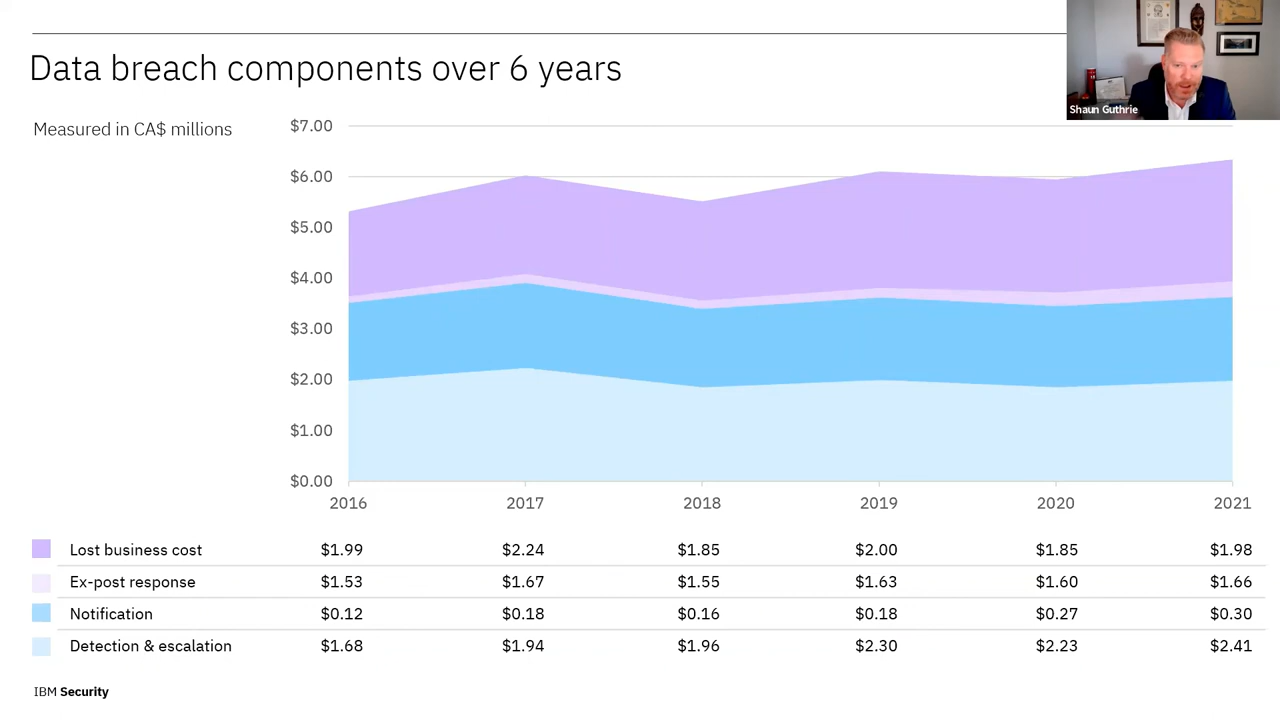 Data breach components over 6 years
Shaun Guthrie
Measured in CA$ millions
$7.00
$6.00
$5.00
$4.00
$3.00
$2.00
$1.00
$0.00
2016 2017 2018 2019 2020 2021
Lost business cost $1.99 $2.24 $1.85 $2.00 $1.85 $1.98
Ex-post response $1.53 $1.67 $1.55 $1.63 $1.60 $1.66
Notification $0.12 $0.18 $0.16 $0.18 $0.27 $0.30
Detection & escalation $1.68 $1.94 $1.96 $2.30 $2.23 $2.41
IBM Security